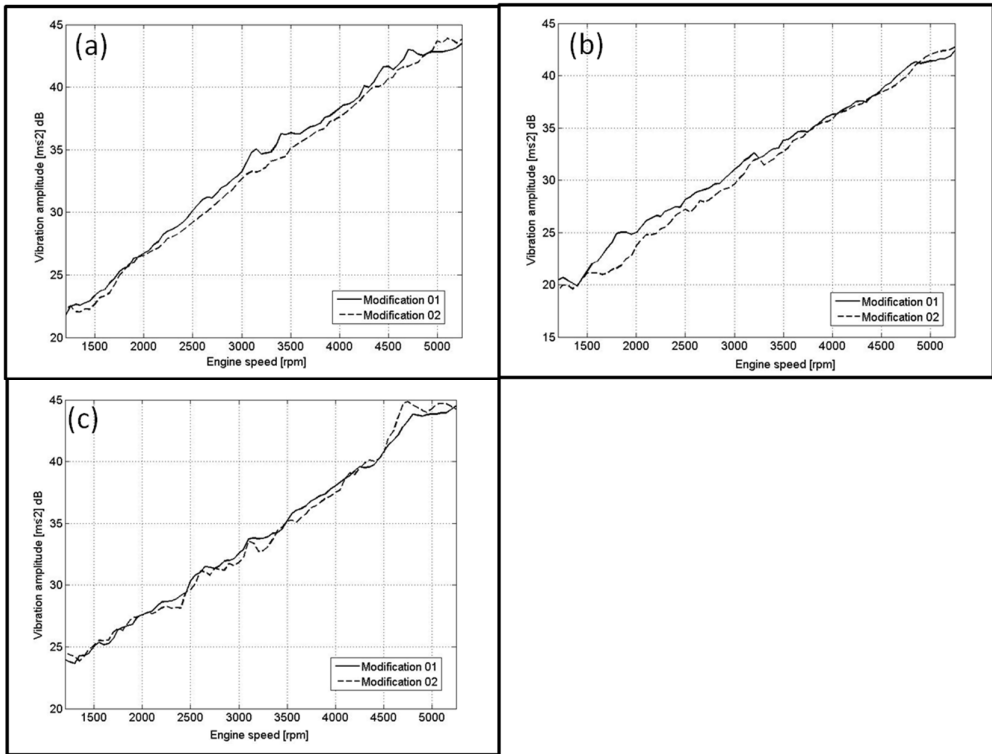 (a)
45
40
35
30
25
20
Vibration amplitude [ms2] dB
1500 2000 2500 3000 3500 4000 4500 5000
Engine speed [rpm]
Modification 01
Modification 02
(b)
45
40
35
30
25
20
15
Vibration amplitude [ms2] dB
1500 2000 2500 3000 3500 4000 4500 5000
Engine speed [rpm]
Modification 01
Modification 02
(c)
45
40
35
30
25
20
Vibration amplitude [ms2] dB
1500 2000 2500 3000 3500 4000 4500 5000
Engine speed [rpm]
Modification 01
Modification 02